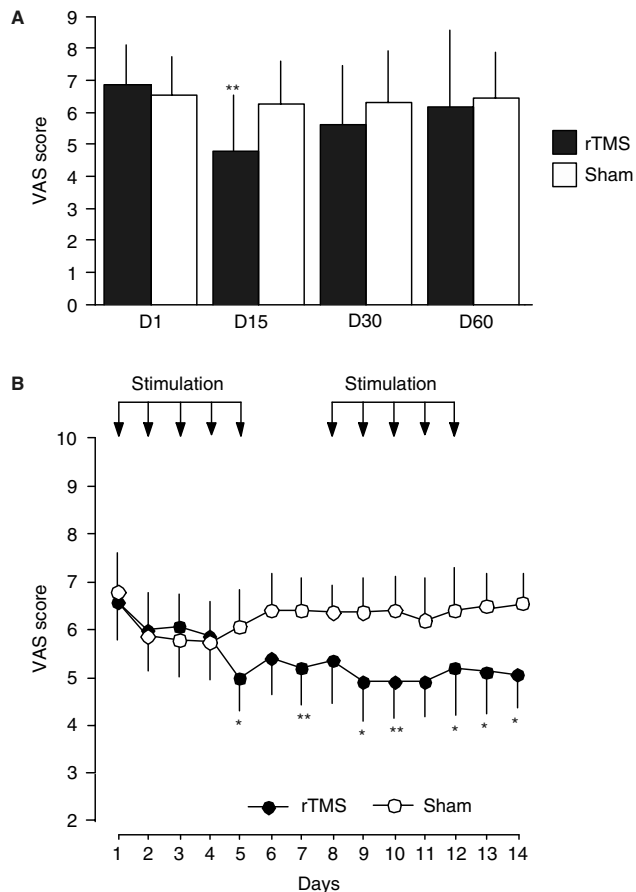 A
VAS score
9
8
7
6
5
4
3
2
1
0
**
D1 D15 D30 D60
rTMS
Sham
B
Stimulation Stimulation
VAS score
10
9
8
7
6
5
4
3
2
* ** * ** * * *
rTMS Sham
1 2 3 4 5 6 7 8 9 10 11 12 13 14
Days